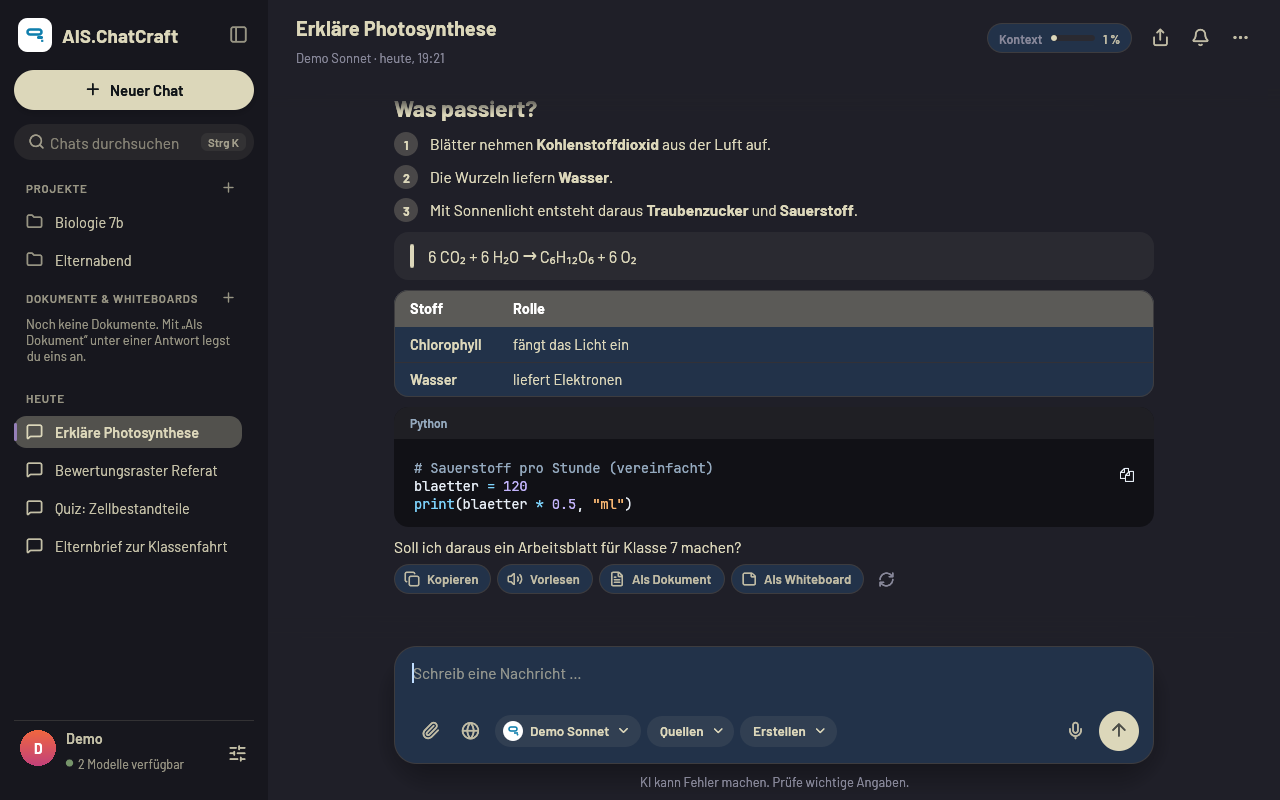 AIS.ChatCraft
Neuer Chat
Chats durchsuchen Strg K
PROJEKTE
Biologie 7b
Elternabend
DOKUMENTE & WHITEBOARDS
Noch keine Dokumente. Mit „Als
Dokument“ unter einer Antwort legst
du eins an.
HEUTE
Erkläre Photosynthese
Bewertungsraster Referat
Quiz: Zellbestandteile
Elternbrief zur Klassenfahrt
D
Demo
2 Modelle verfügbar
Erkläre Photosynthese
Demo Sonnet · heute, 19:21
Kontext 1 %
Was passiert?
1 Blätter nehmen Kohlenstoffdioxid aus der Luft auf.
2 Die Wurzeln liefern Wasser.
3 Mit Sonnenlicht entsteht daraus Traubenzucker und Sauerstoff.
6 CO₂ + 6 H₂O → C₆H₁₂O₆ + 6 O₂
Stoff Rolle
Chlorophyll fängt das Licht ein
Wasser liefert Elektronen
Python
# Sauerstoff pro Stunde (vereinfacht)
blaetter = 120
print(blaetter * 0.5, "ml")
Soll ich daraus ein Arbeitsblatt für Klasse 7 machen?
Kopieren Vorlesen Als Dokument Als Whiteboard
Schreib eine Nachricht ...
Demo Sonnet Quellen Erstellen
KI kann Fehler machen. Prüfe wichtige Angaben.